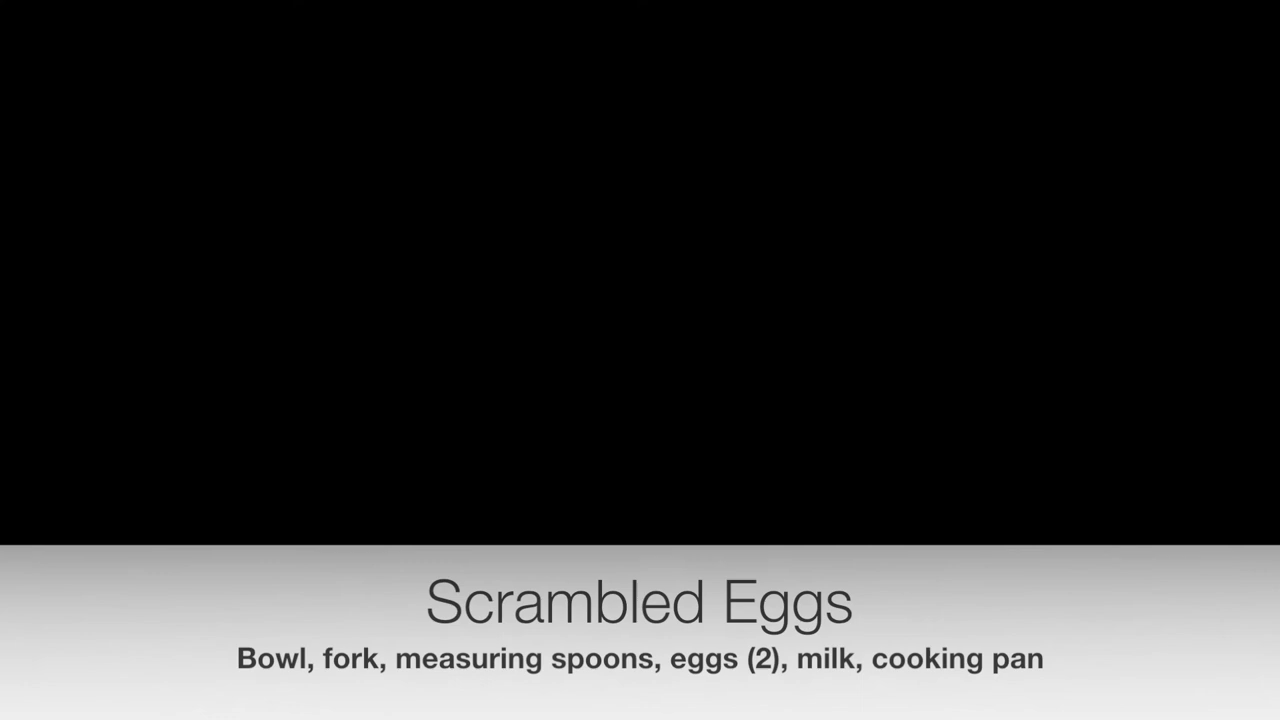 Scrambled Eggs
Bowl, fork, measuring spoons, eggs (2), milk, cooking pan